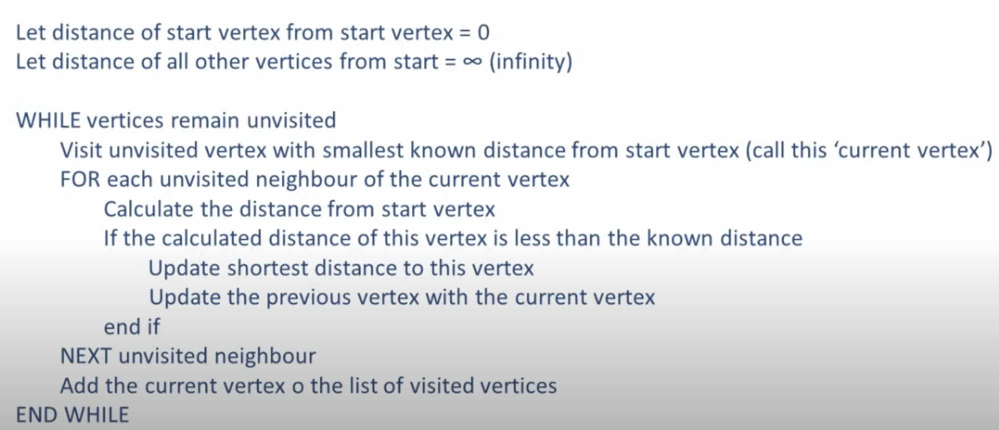 Let distance of start vertex from start vertex = 0
Let distance of all other vertices from start = ∞ (infinity)
WHILE vertices remain unvisited
Visit unvisited vertex with smallest known distance from start vertex (call this ‘current vertex’)
FOR each unvisited neighbour of the current vertex
Calculate the distance from start vertex
If the calculated distance of this vertex is less than the known distance
Update shortest distance to this vertex
Update the previous vertex with the current vertex
end if
NEXT unvisited neighbour
Add the current vertex o the list of visited vertices
END WHILE